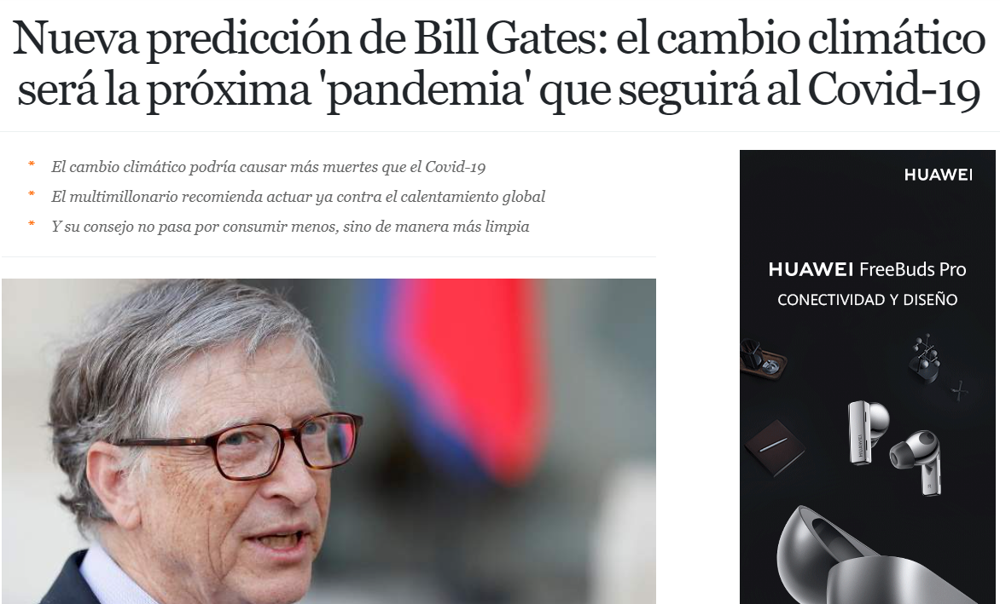 Nueva predicción de Bill Gates: el cambio climático
será la próxima 'pandemia' que seguirá al Covid-19
* El cambio climático podría causar más muertes que el Covid-19
* El multimillonario recomienda actuar ya contra el calentamiento global
* Y su consejo no pasa por consumir menos, sino de manera más limpia
HUAWEI
HUAWEI FreeBuds Pro
CONECTIVIDAD Y DISEÑO
HUAWEI